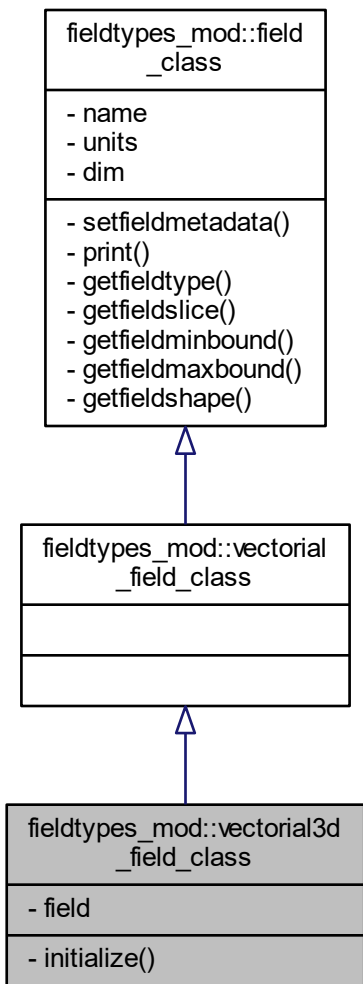 fieldtypes_mod::field
_class
- name
- units
- dim
- setfieldmetadata()
- print()
- getfieldtype()
- getfieldslice()
- getfieldminbound()
- getfieldmaxbound()
- getfieldshape()
fieldtypes_mod::vectorial
_field_class
fieldtypes_mod::vectorial3d
_field_class
- field
- initialize()